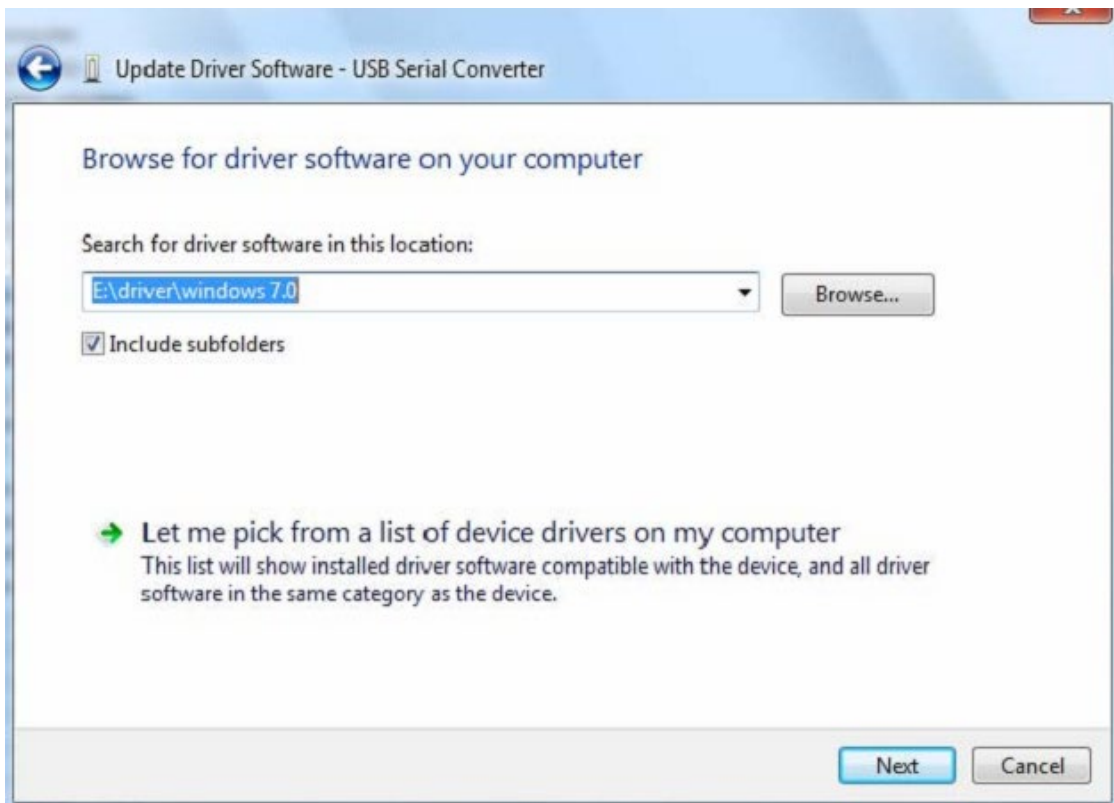 Update Driver Software - USB Serial Converter
Browse for driver software on your computer
Search for driver software in this location:
E:\driver\windows 7.0
Browse...
Include subfolders
Let me pick from a list of device drivers on my computer
This list will show installed driver software compatible with the device, and all driver
software in the same category as the device.
Next
Cancel